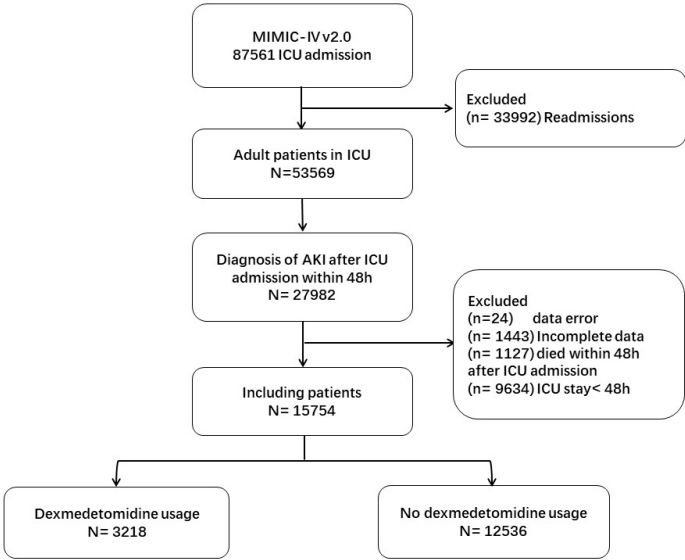 MIMIC-IV v2.0
87561 ICU admission
Excluded
(n= 33992) Readmissions
Adult patients in ICU
N=53569
Diagnosis of AKI after ICU
admission within 48h
N= 27982
Excluded
(n=24) data error
(n= 1443) Incomplete data
(n= 1127) died within 48h
after ICU admission
(n= 9634) ICU stay< 48h
Including patients
N= 15754
Dexmedetomidine usage
N= 3218
No dexmedetomidine usage
N= 12536